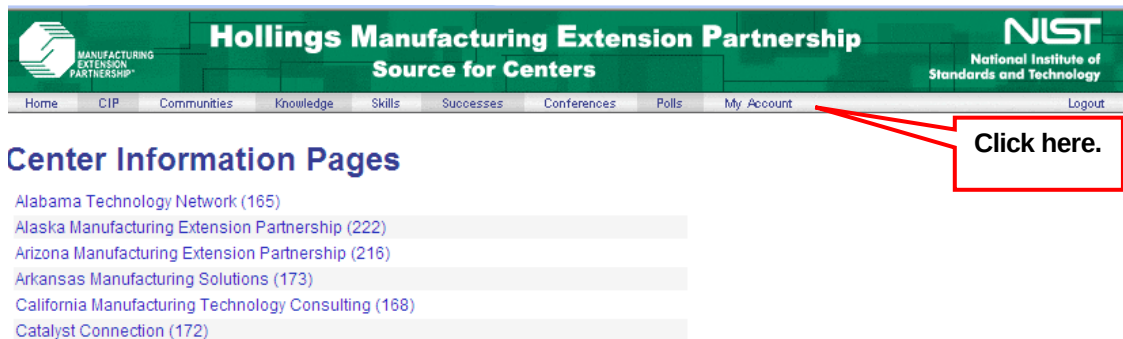 MANUFACTURING
EXTENSION
PARTNERSHIP
Hollings Manufacturing Extension Partnership
Source for Centers
NIST
National Institute of
Standards and Technology
Home CIP Communities Knowledge Skills Successes Conferences Polls My Account Logout
Click here.
Center Information Pages
Alabama Technology Network (165)
Alaska Manufacturing Extension Partnership (222)
Arizona Manufacturing Extension Partnership (216)
Arkansas Manufacturing Solutions (173)
California Manufacturing Technology Consulting (168)
Catalyst Connection (172)